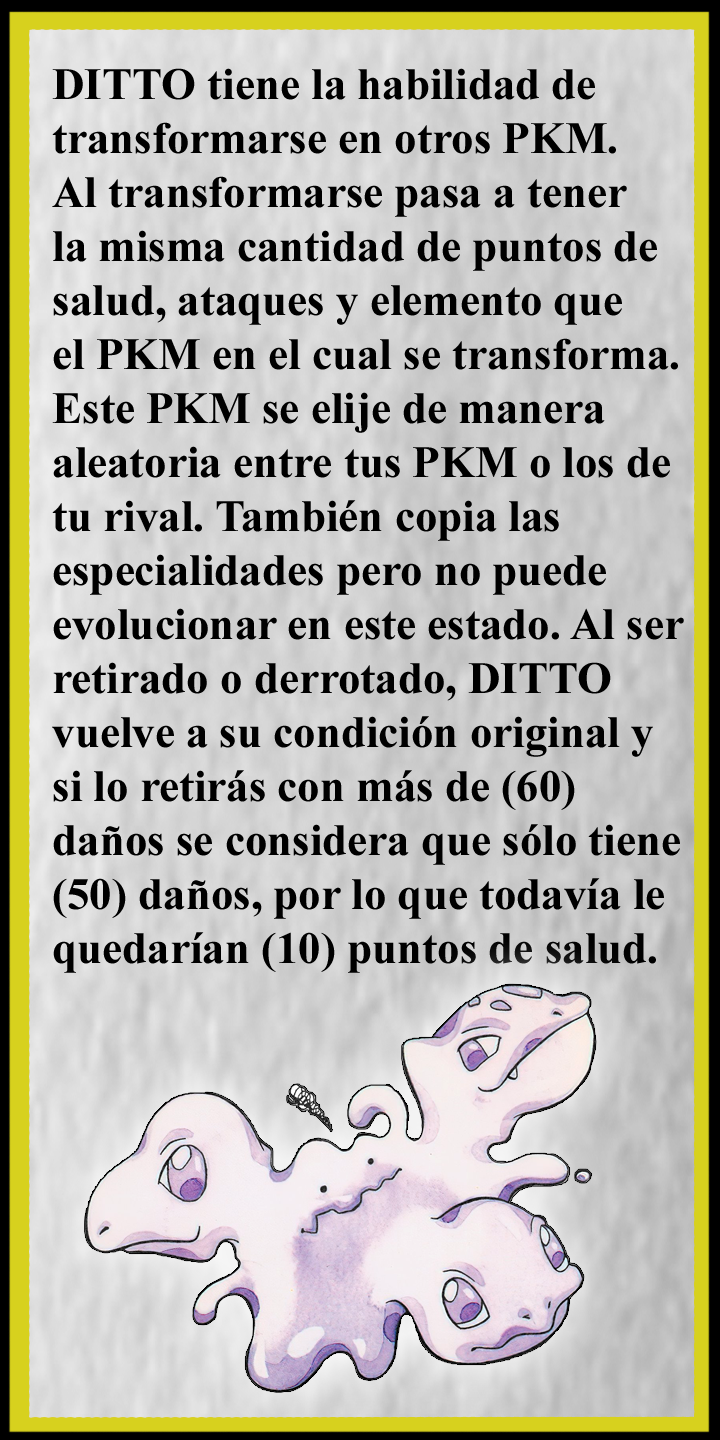 DITTO tiene la habilidad de
transformarse en otros PKM.
Al transformarse pasa a tener
la misma cantidad de puntos de
salud, ataques y elemento que
el PKM en el cual se transforma.
Este PKM se elije de manera
aleatoria entre tus PKM o los de
tu rival. También copia las
especialidades pero no puede
evolucionar en este estado. Al ser
retirado o derrotado, DITTO
vuelve a su condición original y
si lo retirás con más de (60)
daños se considera que sólo tiene
(50) daños, por lo que todavía le
quedarían (10) puntos de salud.